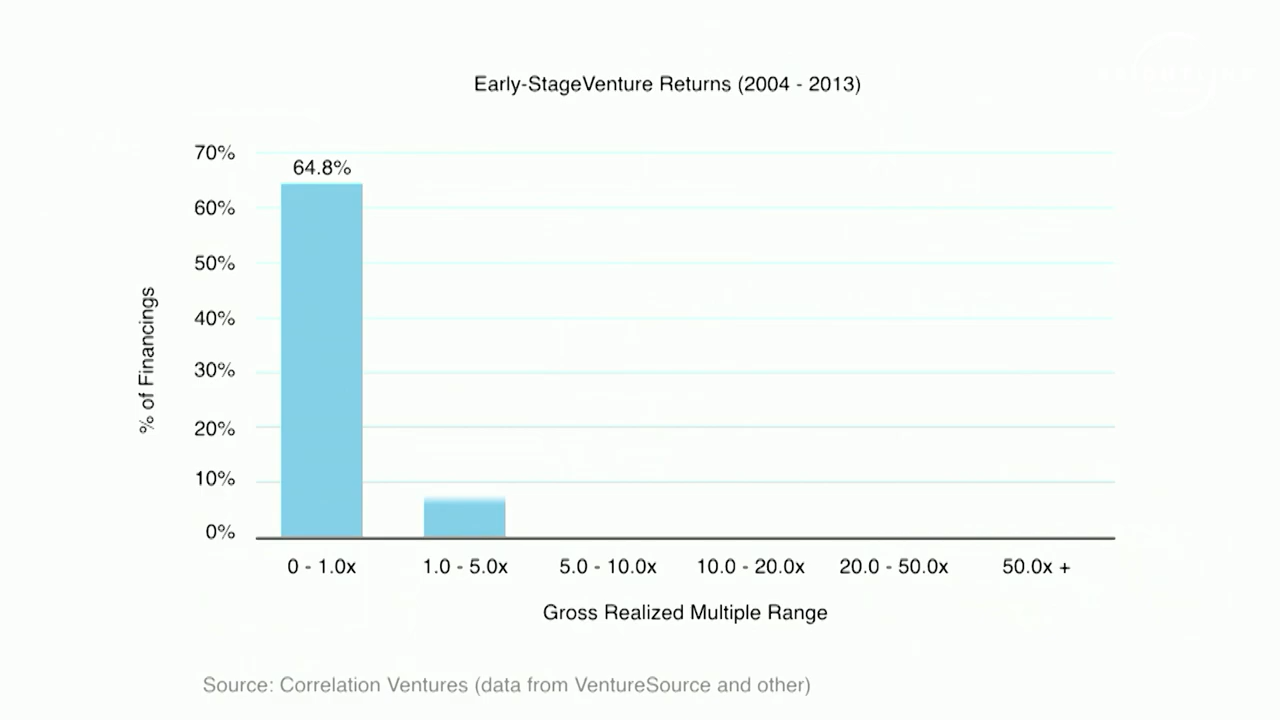 Early-StageVenture Returns (2004 - 2013)
70%
64.8%
60%
50%
40%
30%
20%
10%
0%
% of Financings
0 - 1.0x
1.0 - 5.0x
5.0 - 10.0x
10.0 - 20.0x
20.0 - 50.0x
50.0x +
Gross Realized Multiple Range
Source: Correlation Ventures (data from VentureSource and other)